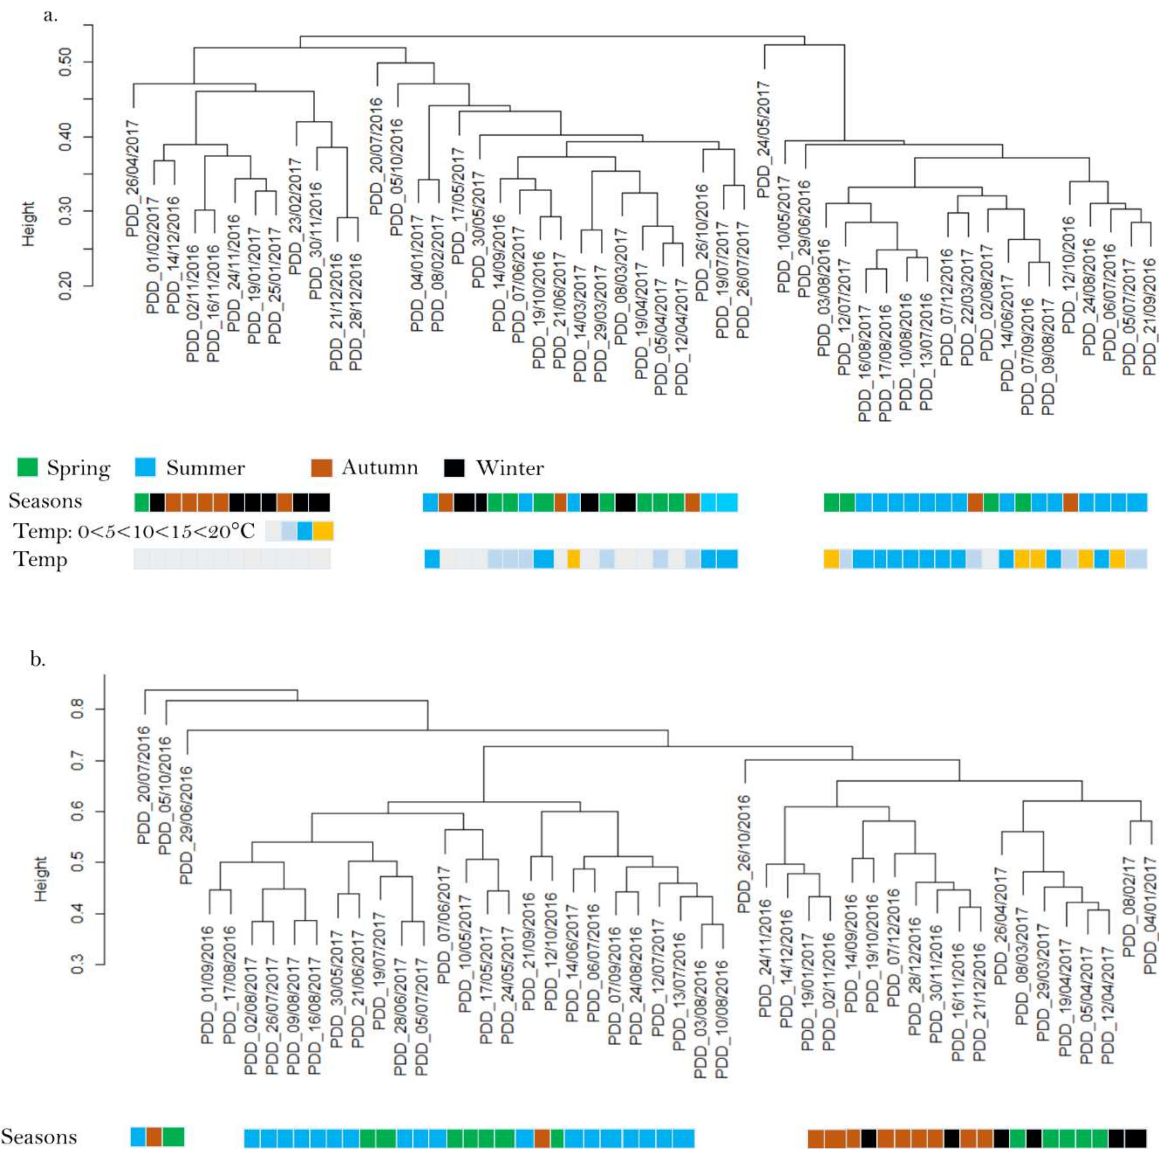 a.
Height
0.50
0.40
0.30
0.20
PDD_26/04/2017
PDD_01/02/2017
PDD_14/12/2016
PDD_02/11/2016
PDD_16/11/2016
PDD_24/11/2016
PDD_19/01/2017
PDD_25/01/2017
PDD_23/02/2017
PDD_30/11/2016
PDD_21/12/2016
PDD_28/12/2016
PDD_20/07/2016
PDD_05/10/2016
PDD_04/01/2017
PDD_08/02/2017
PDD_17/05/2017
PDD_30/05/2017
PDD_14/09/2016
PDD_07/06/2017
PDD_19/10/2016
PDD_21/06/2017
PDD_14/03/2017
PDD_29/03/2017
PDD_08/03/2017
PDD_19/04/2017
PDD_05/04/2017
PDD_12/04/2017
PDD_26/10/2016
PDD_19/07/2017
PDD_26/07/2017
PDD_24/05/2017
PDD_10/05/2017
PDD_29/06/2016
PDD_03/08/2016
PDD_12/07/2017
PDD_16/08/2017
PDD_17/08/2016
PDD_10/08/2016
PDD_13/07/2016
PDD_07/12/2016
PDD_22/03/2017
PDD_02/08/2017
PDD_14/06/2017
PDD_07/09/2016
PDD_09/08/2017
PDD_12/10/2016
PDD_24/08/2016
PDD_06/07/2016
PDD_05/07/2017
PDD_21/09/2016
Spring Summer Autumn Winter
Seasons
Temp: 0<5<10<15<20°C
Temp
b.
Height
0.8
0.7
0.6
0.5
0.4
0.3
PDD_20/07/2016
PDD_05/10/2016
PDD_29/06/2016
PDD_01/09/2016
PDD_17/08/2016
PDD_02/08/2017
PDD_26/07/2017
PDD_09/08/2017
PDD_16/08/2017
PDD_30/05/2017
PDD_21/06/2017
PDD_19/07/2017
PDD_28/06/2017
PDD_05/07/2017
PDD_07/06/2017
PDD_10/05/2017
PDD_17/05/2017
PDD_24/05/2017
PDD_21/09/2016
PDD_12/10/2016
PDD_14/06/2017
PDD_06/07/2016
PDD_07/09/2016
PDD_24/08/2016
PDD_12/07/2017
PDD_13/07/2016
PDD_03/08/2016
PDD_10/08/2016
PDD_26/10/2016
PDD_24/11/2016
PDD_14/12/2016
PDD_19/01/2017
PDD_02/11/2016
PDD_14/09/2016
PDD_19/10/2016
PDD_07/12/2016
PDD_28/12/2016
PDD_30/11/2016
PDD_16/11/2016
PDD_21/12/2016
PDD_26/04/2017
PDD_08/03/2017
PDD_29/03/2017
PDD_19/04/2017
PDD_05/04/2017
PDD_12/04/2017
PDD_08/02/17
PDD_04/01/2017
Seasons